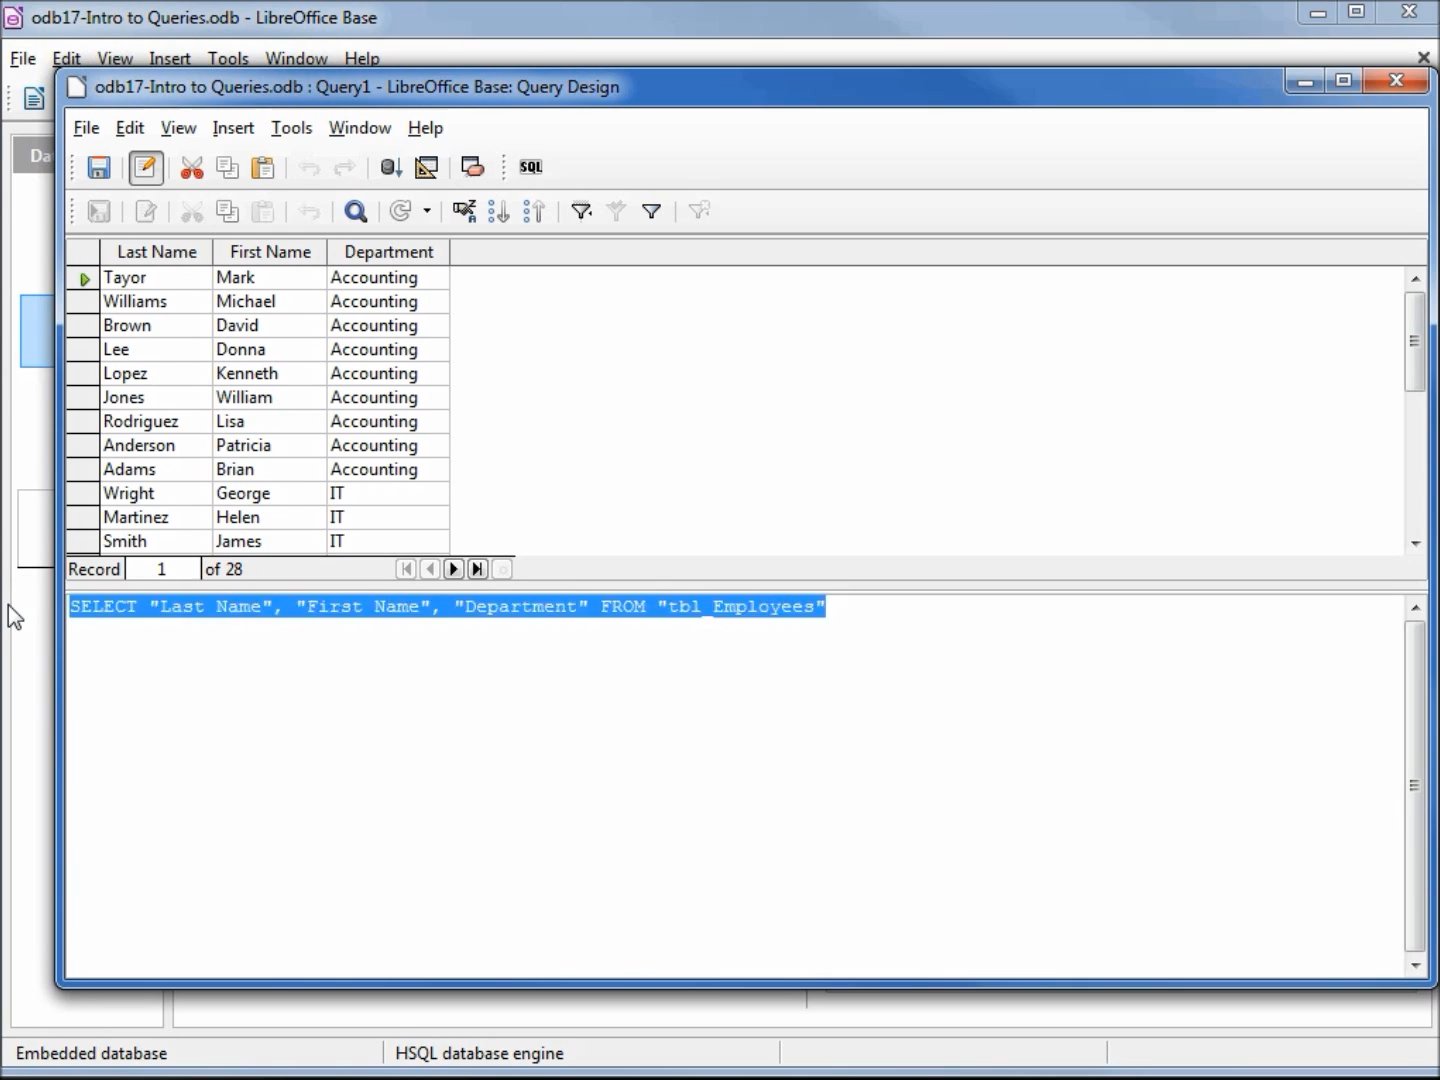 odb17-Intro to Queries.odb - LibreOffice Base
File Edit View Insert Tools Window Help
odb17-Intro to Queries.odb : Query1 - LibreOffice Base: Query Design
File Edit View Insert Tools Window Help
SQL
Last Name First Name Department
Tayor Mark Accounting
Williams Michael Accounting
Brown David Accounting
Lee Donna Accounting
Lopez Kenneth Accounting
Jones William Accounting
Rodriguez Lisa Accounting
Anderson Patricia Accounting
Adams Brian Accounting
Wright George IT
Martinez Helen IT
Smith James IT
Record 1 of 28
SELECT "Last Name", "First Name", "Department" FROM "tbl_Employees"
Embedded database HSQL database engine